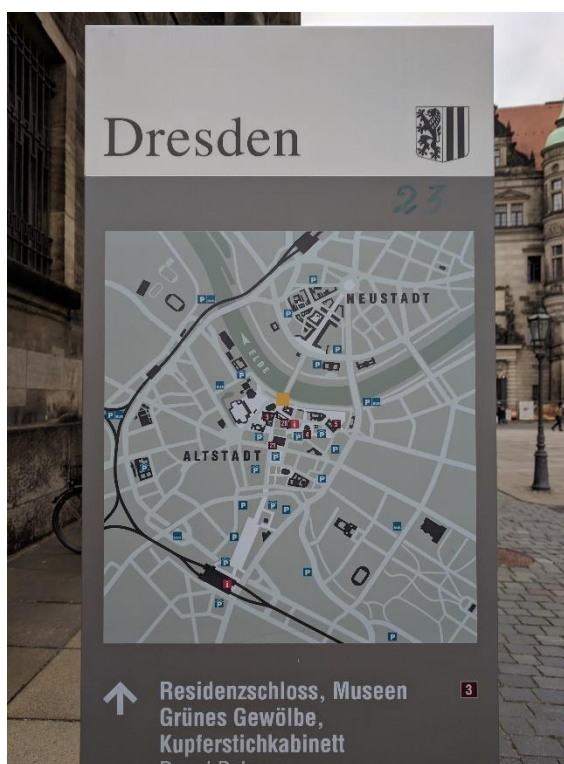 Dresden
23
NEUSTADT
ELBE
ALTSTADT
Residenzschloss, Museen
3
Grünes Gewölbe,
Kupferstichkabinett